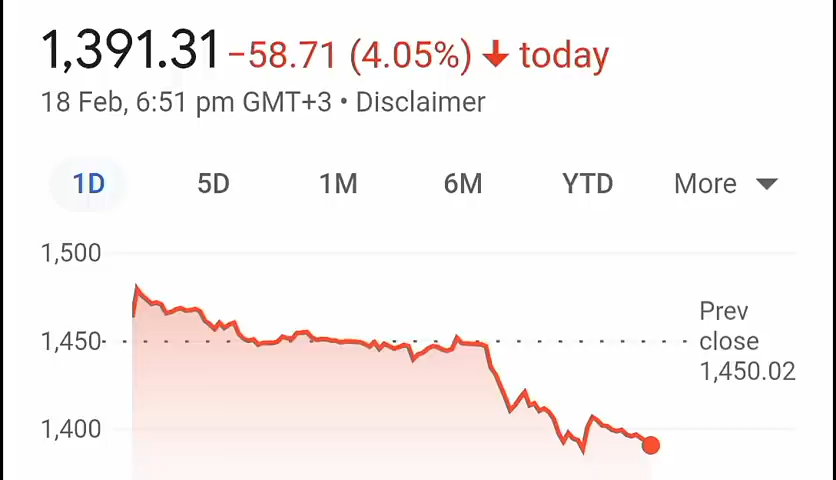 1,391.31 −58.71 (4.05%) ↓ today
18 Feb, 6:51 pm GMT+3 • Disclaimer
1D 5D 1M 6M YTD More
1,500
1,450
1,400
Prev
close
1,450.02